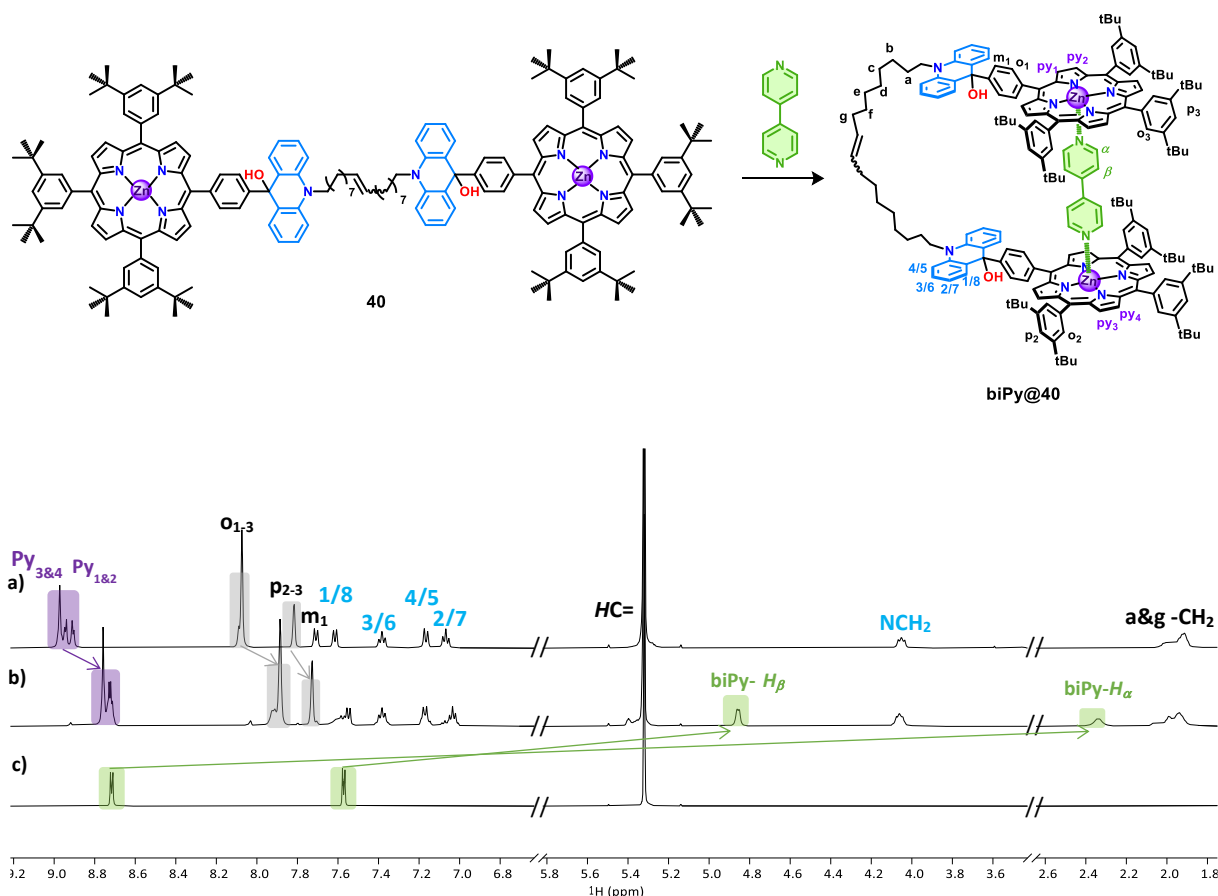 HO
N
N
N
N
Zn
7
7
N
OH
N
N
N
N
Zn
40
N
N
b
c
a
e
d
f
g
N
OH
m1
o1
py1
py2
tBu
tBu
N
N
N
N
Zn
tBu
tBu
o3
p3
tBu
tBu
N
α
β
N
tBu
tBu
N
4/5
3/6
2/7
1/8
OH
N
N
N
N
Zn
tBu
tBu
tBu
p2
o2
tBu
py3
py4
tBu
biPy@40
Py3&4
Py1&2
o1-3
p2-3
m1
1/8
3/6
4/5
2/7
HC=
NCH2
a&g -CH2
a)
b)
biPy- Hβ
biPy-Hα
c)
9.2 9.0 8.8 8.6 8.4 8.2 8.0 7.8 7.6 7.4 7.2 7.0 5.8 5.6 5.4 5.2 5.0 4.8 4.6 4.4 4.2 4.0 3.8 3.6 2.6 2.4 2.2 2.0 1.8
1H (ppm)